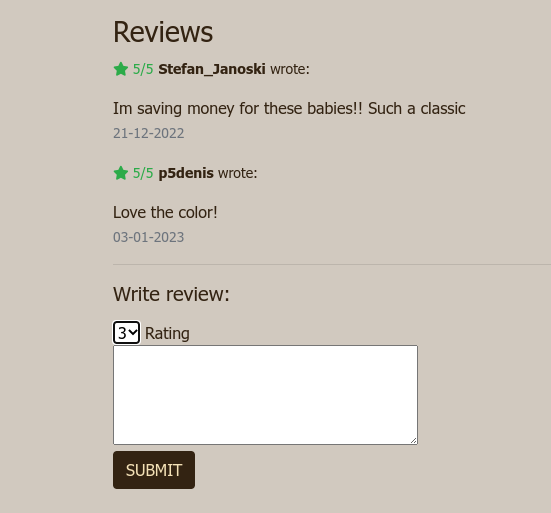 Reviews
5/5 Stefan_Janoski wrote:
Im saving money for these babies!! Such a classic
21-12-2022
5/5 p5denis wrote:
Love the color!
03-01-2023
Write review:
3 Rating
SUBMIT